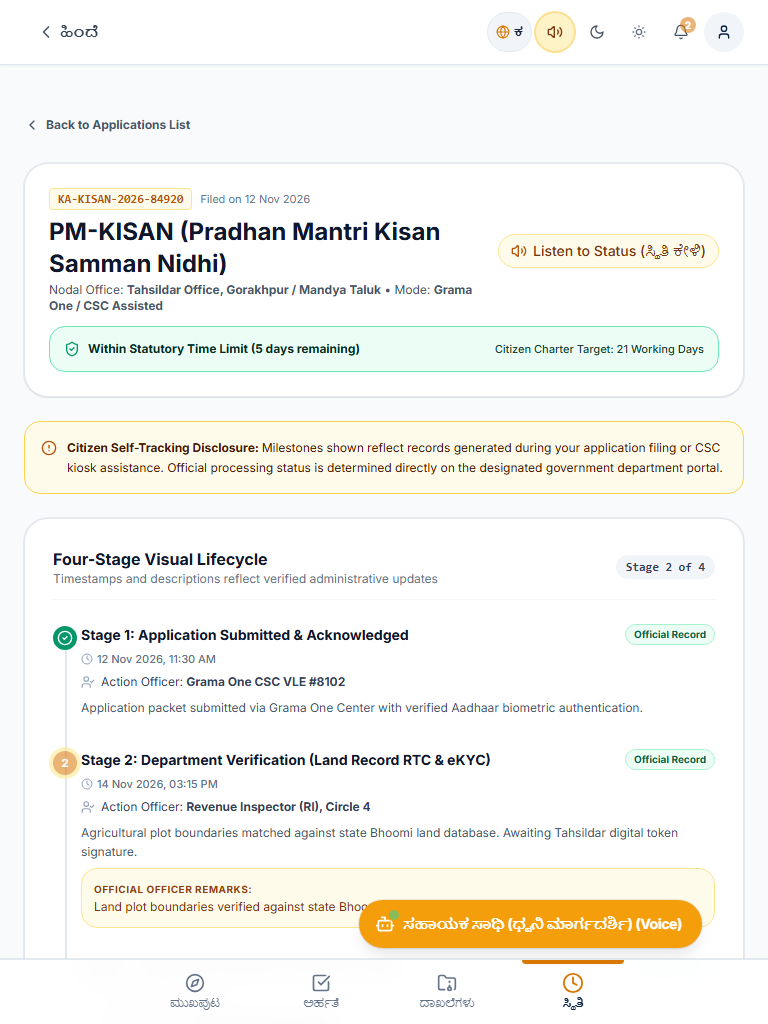 ಹಿಂದೆ
ಕ
2
Back to Applications List
KA-KISAN-2026-84920 Filed on 12 Nov 2026
PM-KISAN (Pradhan Mantri Kisan
Samman Nidhi)
Listen to Status (ಸ್ಥಿತಿ ಕೇಳಿ)
Nodal Office: Tahsildar Office, Gorakhpur / Mandya Taluk • Mode: Grama
One / CSC Assisted
Within Statutory Time Limit (5 days remaining) Citizen Charter Target: 21 Working Days
Citizen Self-Tracking Disclosure: Milestones shown reflect records generated during your application filing or CSC
kiosk assistance. Official processing status is determined directly on the designated government department portal.
Four-Stage Visual Lifecycle
Timestamps and descriptions reflect verified administrative updates
Stage 2 of 4
Stage 1: Application Submitted & Acknowledged Official Record
12 Nov 2026, 11:30 AM
Action Officer: Grama One CSC VLE #8102
Application packet submitted via Grama One Center with verified Aadhaar biometric authentication.
2 Stage 2: Department Verification (Land Record RTC & eKYC) Official Record
14 Nov 2026, 03:15 PM
Action Officer: Revenue Inspector (RI), Circle 4
Agricultural plot boundaries matched against state Bhoomi land database. Awaiting Tahsildar digital token
signature.
OFFICIAL OFFICER REMARKS:
Land plot boundaries verified against state
ಸಹಾಯಕ ಸಾಥಿ (ಧ್ವನಿ ಮಾರ್ಗದರ್ಶಿ) (Voice)
ಮುಖಪುಟ ಅರ್ಹತೆ ದಾಖಲೆಗಳು ಸ್ಥಿತಿ